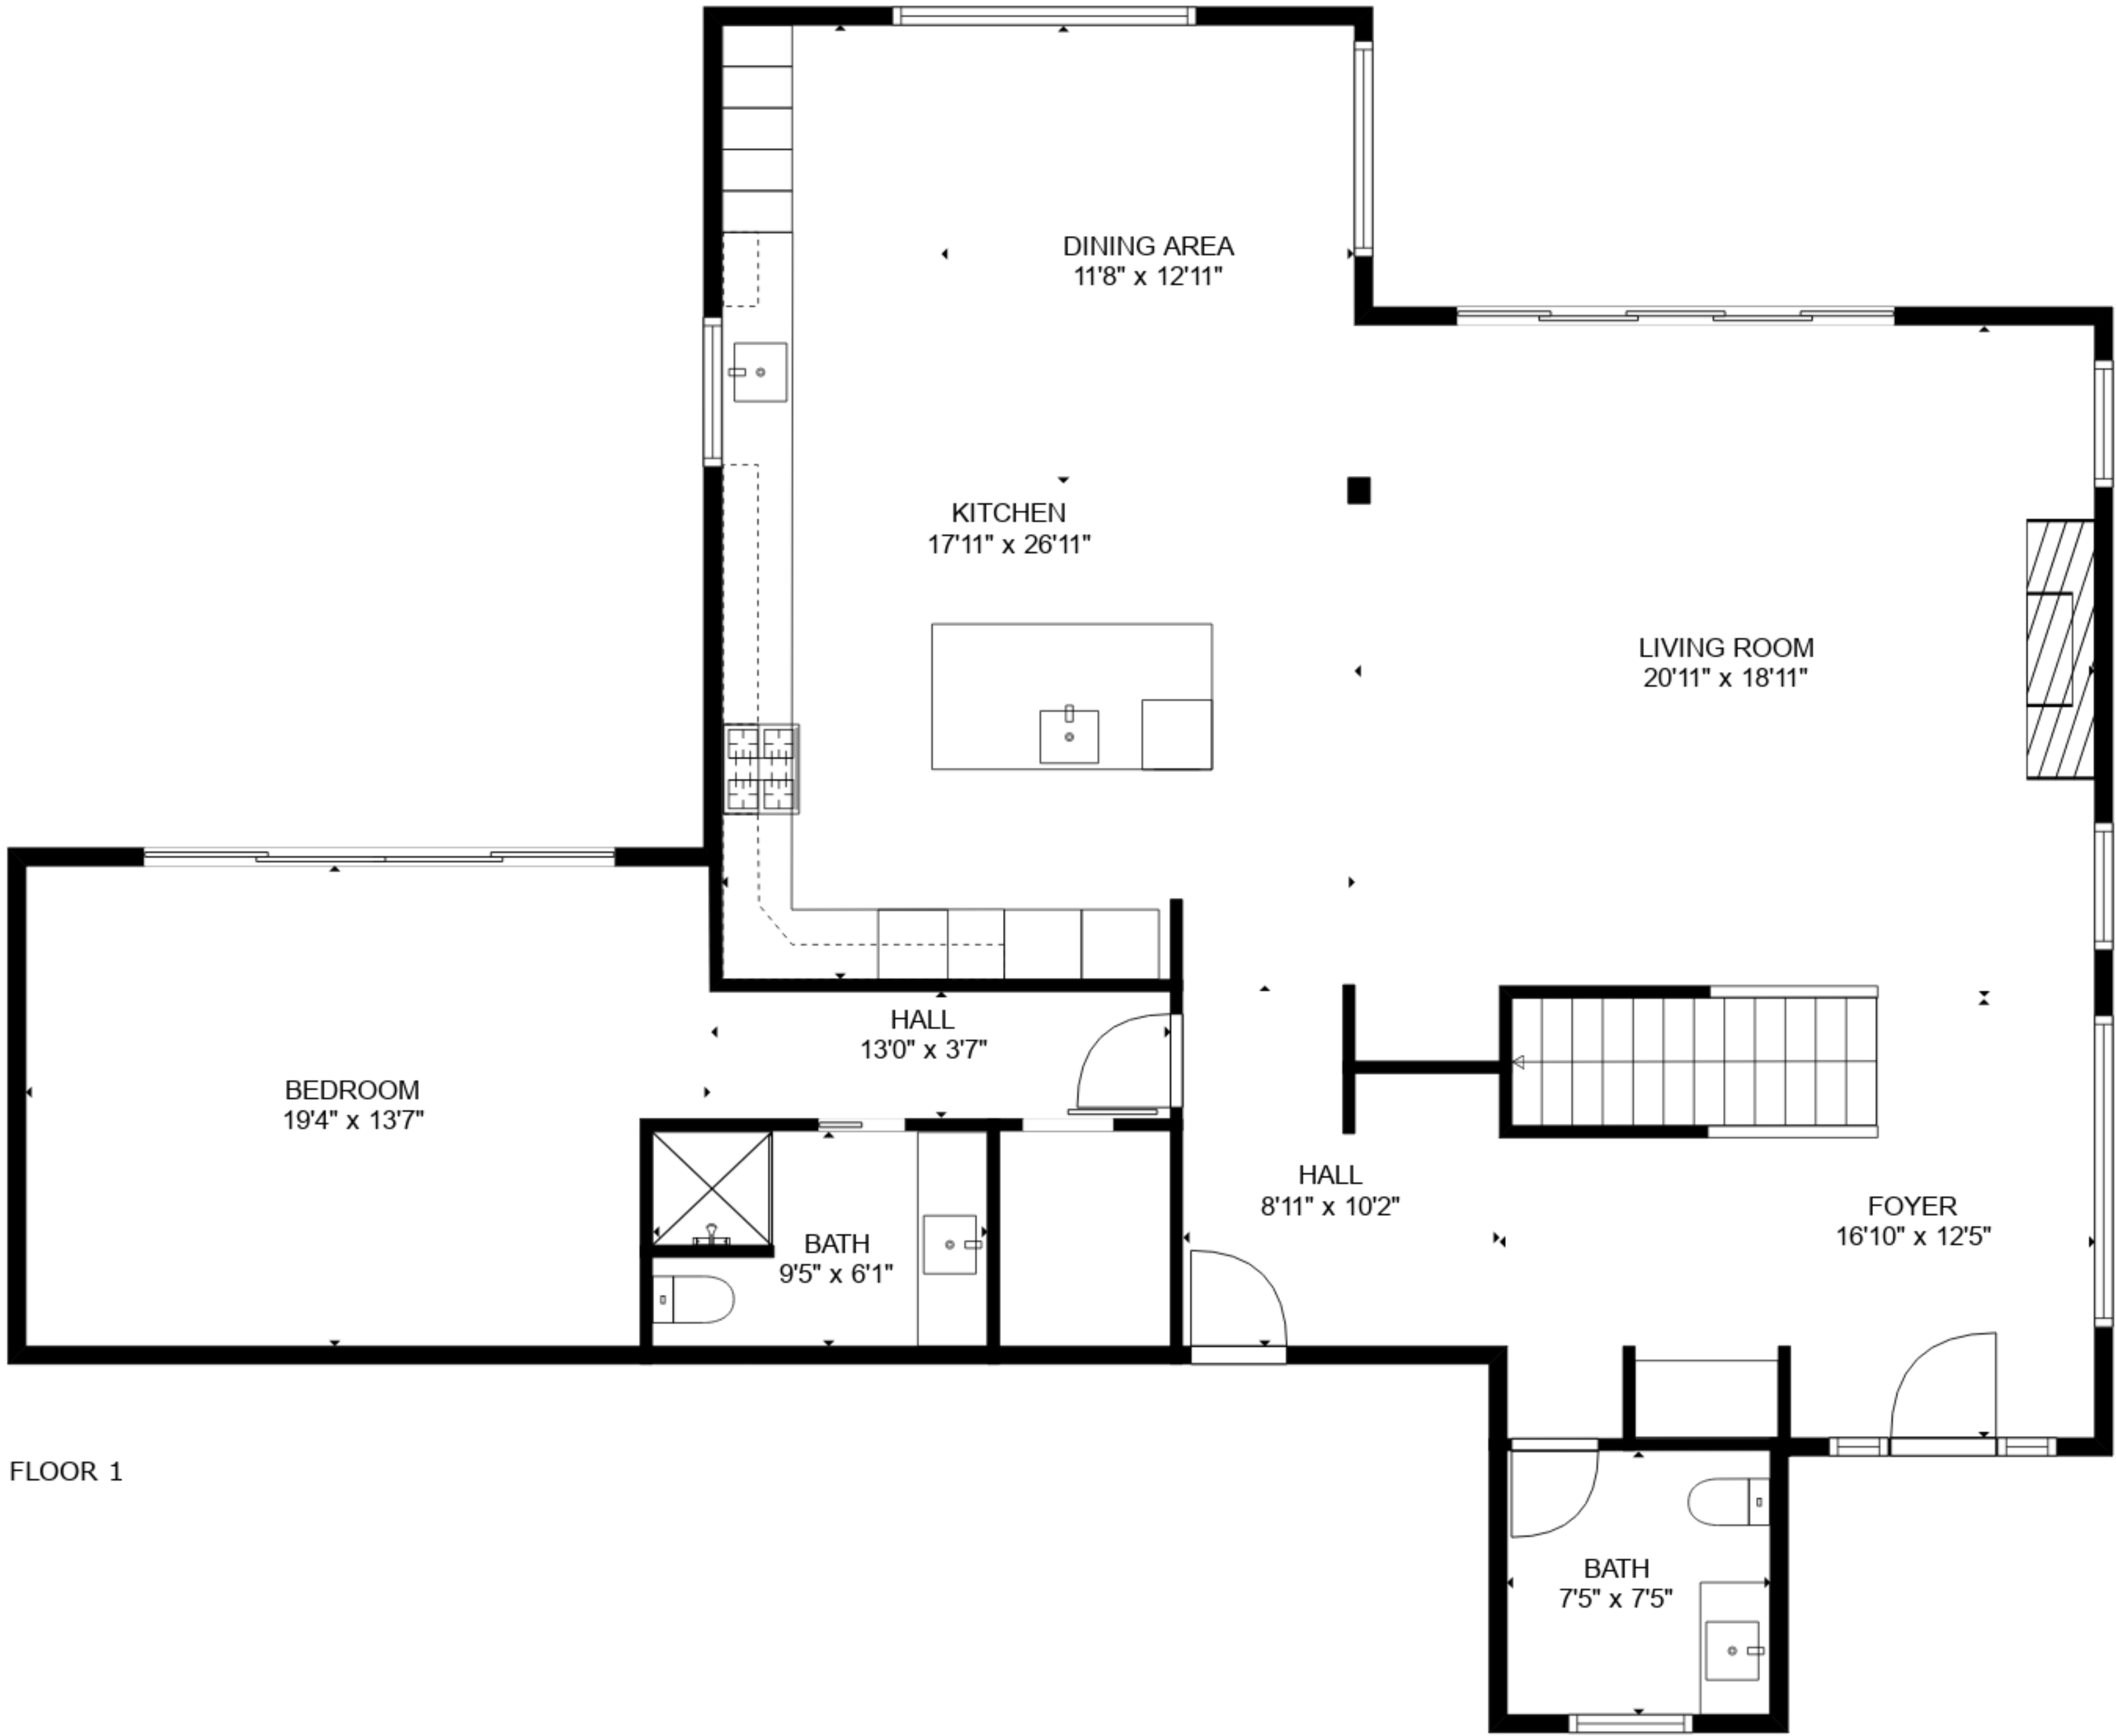 DINING AREA
11'8" x 12'11"
KITCHEN
17'11" x 26'11"
LIVING ROOM
20'11" x 18'11"
HALL
13'0" x 3'7"
BEDROOM
19'4" x 13'7"
HALL
8'11" x 10'2"
FOYER
16'10" x 12'5"
BATH
9'5" x 6'1"
FLOOR 1
BATH
7'5" x 7'5"